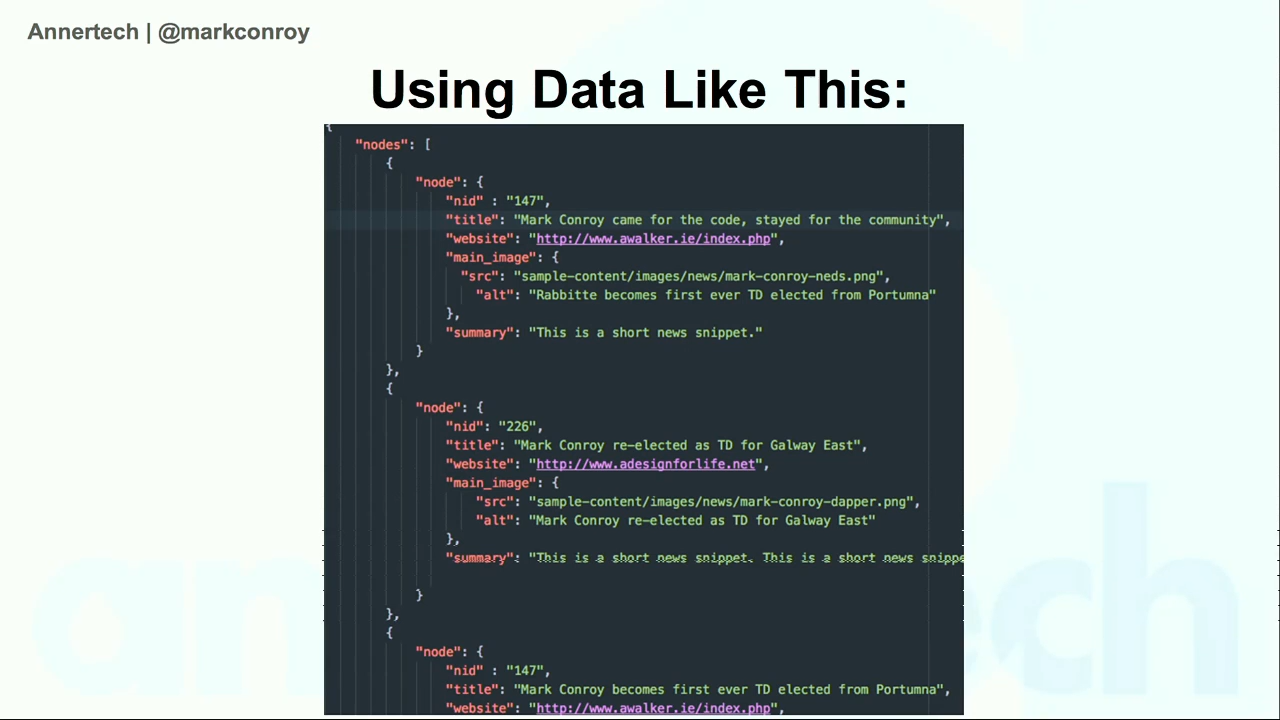 Annertech | @markconroy
Using Data Like This:
{
"nodes": [
{
"node": {
"nid" : "147",
"title": "Mark Conroy came for the code, stayed for the community",
"website": "http://www.awalker.ie/index.php",
"main_image": {
"src": "sample-content/images/news/mark-conroy-neds.png",
"alt": "Rabbitte becomes first ever TD elected from Portumna"
},
"summary": "This is a short news snippet."
}
},
{
"node": {
"nid": "226",
"title": "Mark Conroy re-elected as TD for Galway East",
"website": "http://www.adesignforlife.net",
"main_image": {
"src": "sample-content/images/news/mark-conroy-dapper.png",
"alt": "Mark Conroy re-elected as TD for Galway East"
},
"summary": "This is a short news snippet. This is a short news snippe
}
},
{
"node": {
"nid" : "147",
"title": "Mark Conroy becomes first ever TD elected from Portumna",
"website": "http://www.awalker.ie/index.php",